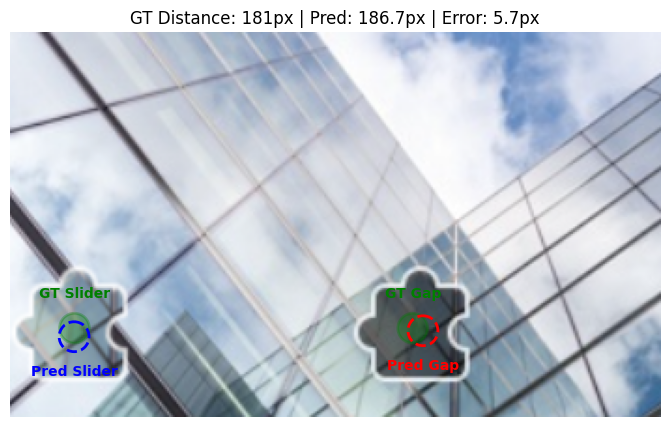 GT Distance: 181px | Pred: 186.7px | Error: 5.7px
GT Slider
GT Gap
Pred Slider
Pred Gap